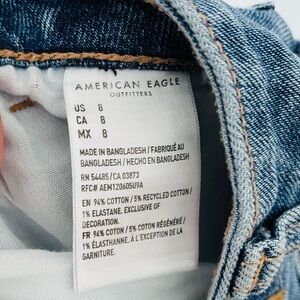 AMERICAN EAGLE
OUTFITTERS
US 8
CA 8
MX 8
MADE IN BANGLADESH / FABRIQUÉ AU
BANGLADESH / HECHO EN BANGLADESH
RN 54485 / CA 03873
RFC# AEM120605U9A
EN 94% COTTON / 5% RECYCLED COTTON /
1% ELASTANE. EXCLUSIVE OF
DECORATION.
FR 94% COTON / 5% COTON RÉGÉNÉRÉ /
1% ÉLASTHANNE. À L'EXCEPTION DE LA
GARNITURE.